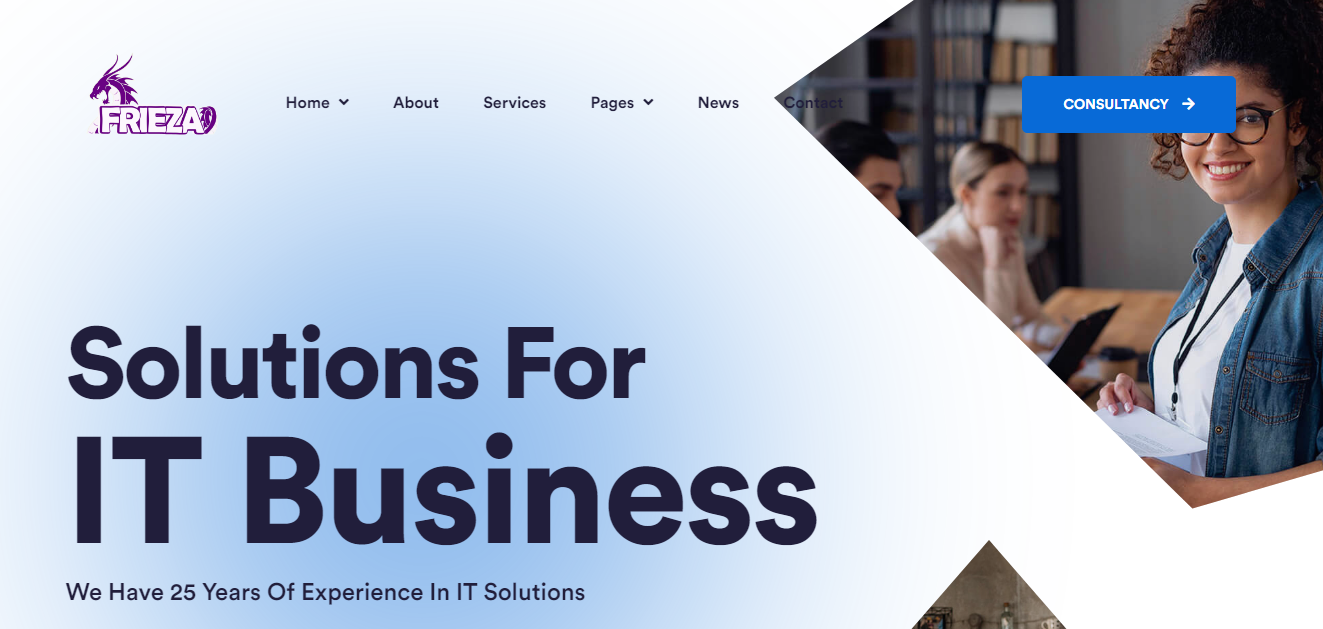 FRIEZA
Home About Services Pages News Contact
CONSULTANCY
Solutions For
IT Business
We Have 25 Years Of Experience In IT Solutions